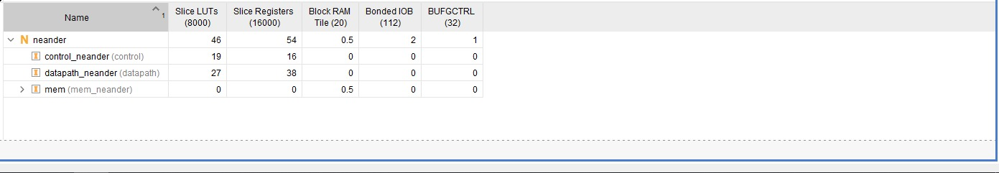 Name 1 Slice LUTs (8000) Slice Registers (16000) Block RAM Tile (20) Bonded IOB (112) BUFGCTRL (32)
N neander 46 54 0.5 2 1
I control_neander (control) 19 16 0 0 0
I datapath_neander (datapath) 27 38 0 0 0
I mem (mem_neander) 0 0 0.5 0 0